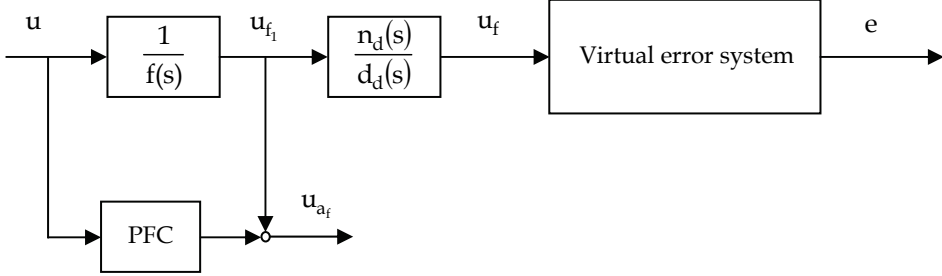 u
1
f(s)
u_{f_1}
n_d(s)
d_d(s)
u_f
Virtual error system
e
PFC
u_{a_f}